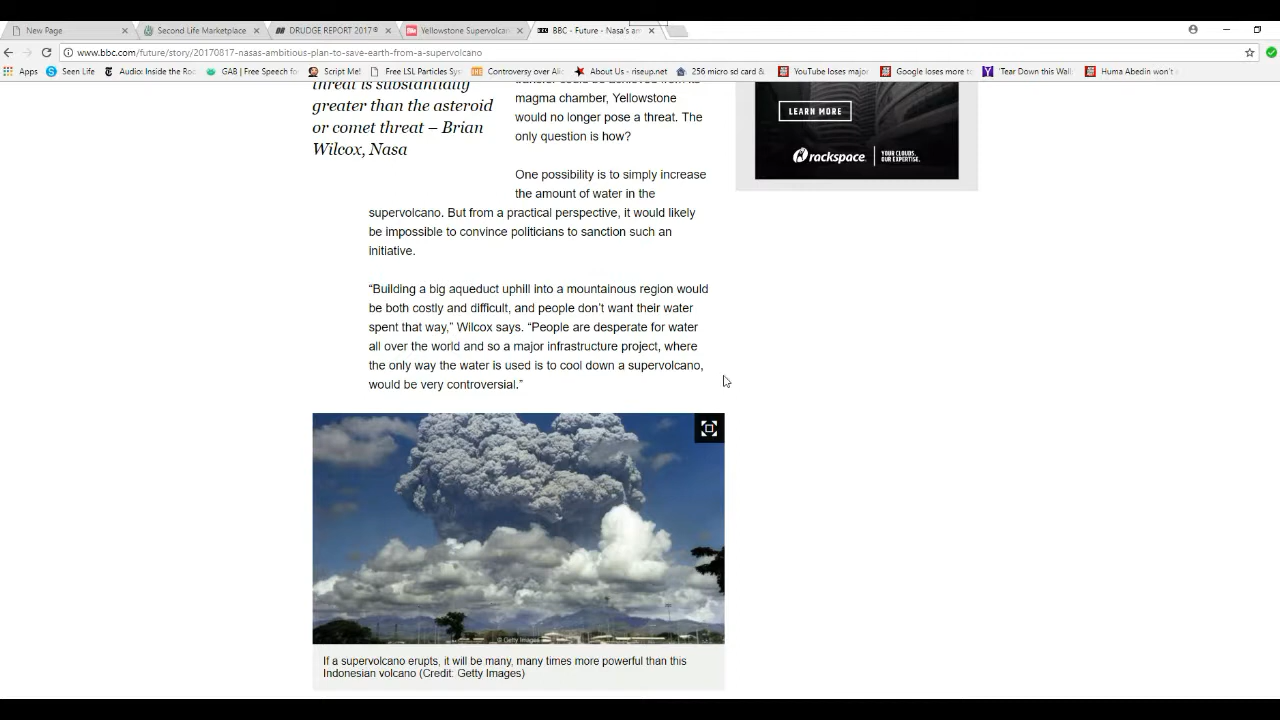 New Page
Second Life Marketplace
DRUDGE REPORT 2017®
Yellowstone Supervolcan
BBC - Future - Nasa's am
www.bbc.com/future/story/20170817-nasas-ambitious-plan-to-save-earth-from-a-supervolcano
Apps
Seen Life
Audio: Inside the Roc
GAB | Free Speech fo
Script Me!
Free LSL Particles Sys
Controversy over Alic
About Us - riseup.net
256 micro sd card &
YouTube loses major
Google loses more t
'Tear Down this Wall,'
Huma Abedin won't
threat is substantially
greater than the asteroid
or comet threat – Brian
Wilcox, Nasa
magma chamber, Yellowstone
would no longer pose a threat. The
only question is how?
One possibility is to simply increase
the amount of water in the
supervolcano. But from a practical perspective, it would likely
be impossible to convince politicians to sanction such an
initiative.
“Building a big aqueduct uphill into a mountainous region would
be both costly and difficult, and people don’t want their water
spent that way,” Wilcox says. “People are desperate for water
all over the world and so a major infrastructure project, where
the only way the water is used is to cool down a supervolcano,
would be very controversial.”
LEARN MORE
rackspace.
YOUR CLOUDS.
OUR EXPERTISE.
© Getty Images
If a supervolcano erupts, it will be many, many times more powerful than this
Indonesian volcano (Credit: Getty Images)